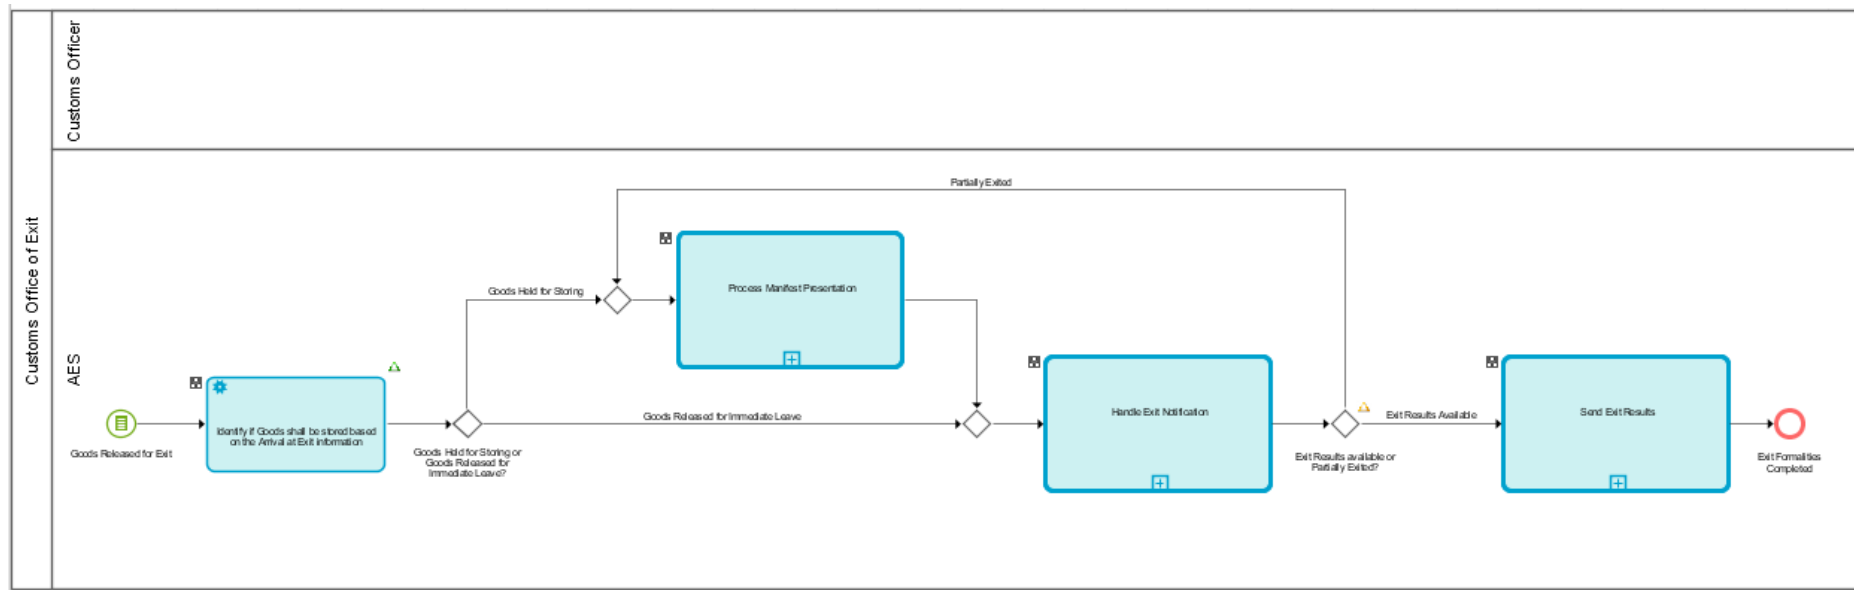 Customs Office of Exit
Customs Officer
AES
Partially Exited
Goods Held for Storing
Process Manifest Presentation
Goods Released for Exit
Identify if Goods shall be stored based
on the Arrival at Exit information
Goods Held for Storing or
Goods Released for
Immediate Leave?
Goods Released for Immediate Leave
Handle Exit Notification
Exit Results available or
Partially Exited?
Exit Results Available
Send Exit Results
Exit Formalities
Completed